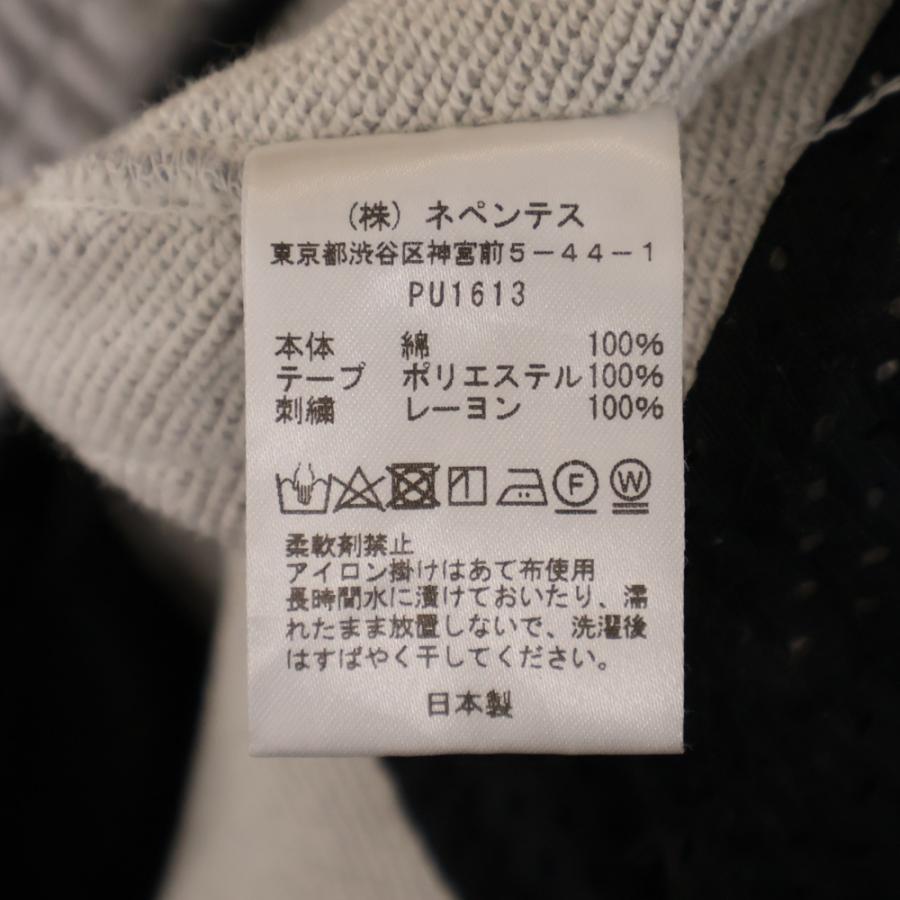 （株）ネペンテス
東京都渋谷区神宮前５－４４－１
PU1613
本体 綿 100%
テープ ポリエステル 100%
刺繍 レーヨン 100%
F W
柔軟剤禁止
アイロン掛けはあて布使用
長時間水に漬けておいたり、濡
れたまま放置しないで、洗濯後
はすばやく干してください。
日本製